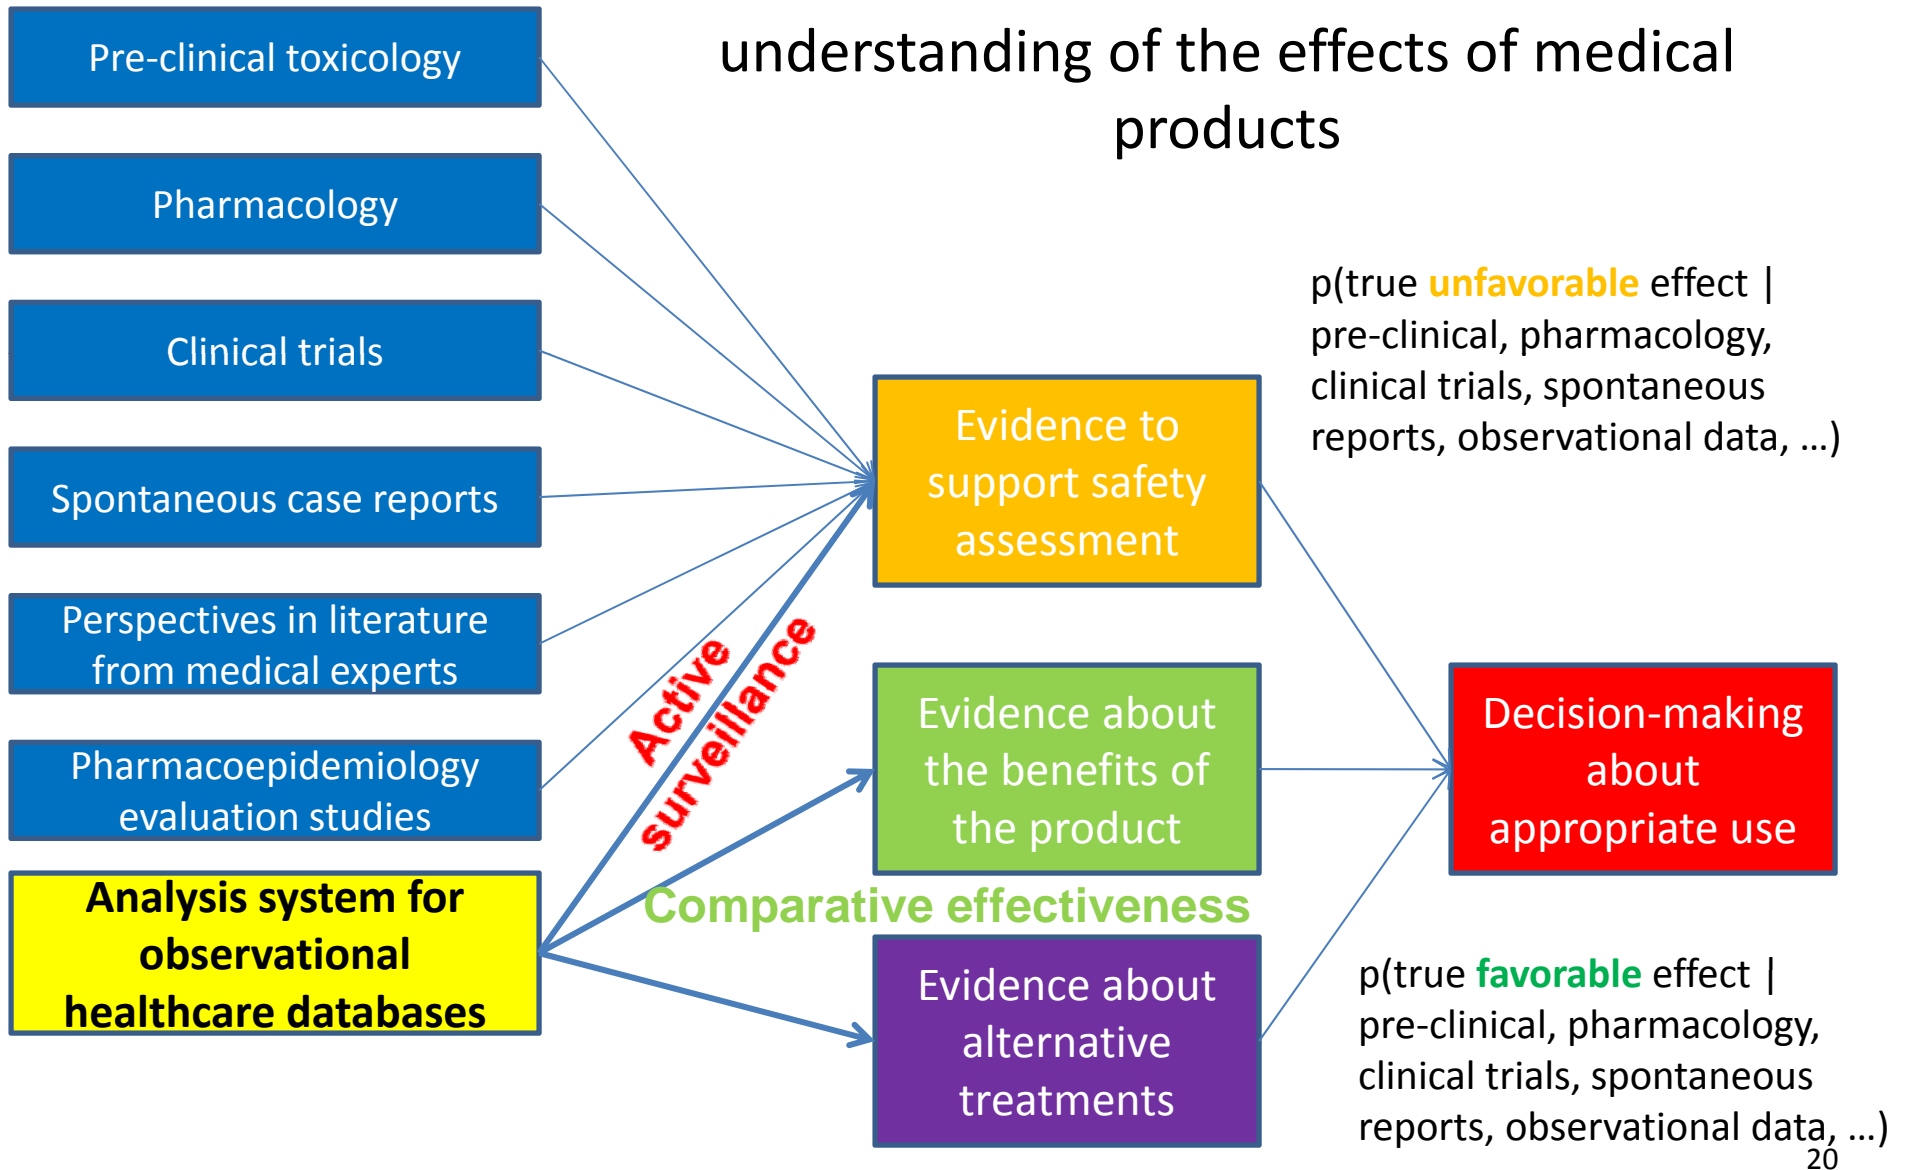 understanding of the effects of medical
products
Pre-clinical toxicology
Pharmacology
Clinical trials
Spontaneous case reports
Perspectives in literature
from medical experts
Pharmacoepidemiology
evaluation studies
Analysis system for
observational
healthcare databases
Active
surveillance
Comparative effectiveness
Evidence to
support safety
assessment
Evidence about
the benefits of
the product
Evidence about
alternative
treatments
p(true unfavorable effect |
pre-clinical, pharmacology,
clinical trials, spontaneous
reports, observational data, …)
Decision-making
about
appropriate use
p(true favorable effect |
pre-clinical, pharmacology,
clinical trials, spontaneous
reports, observational data, …)
20